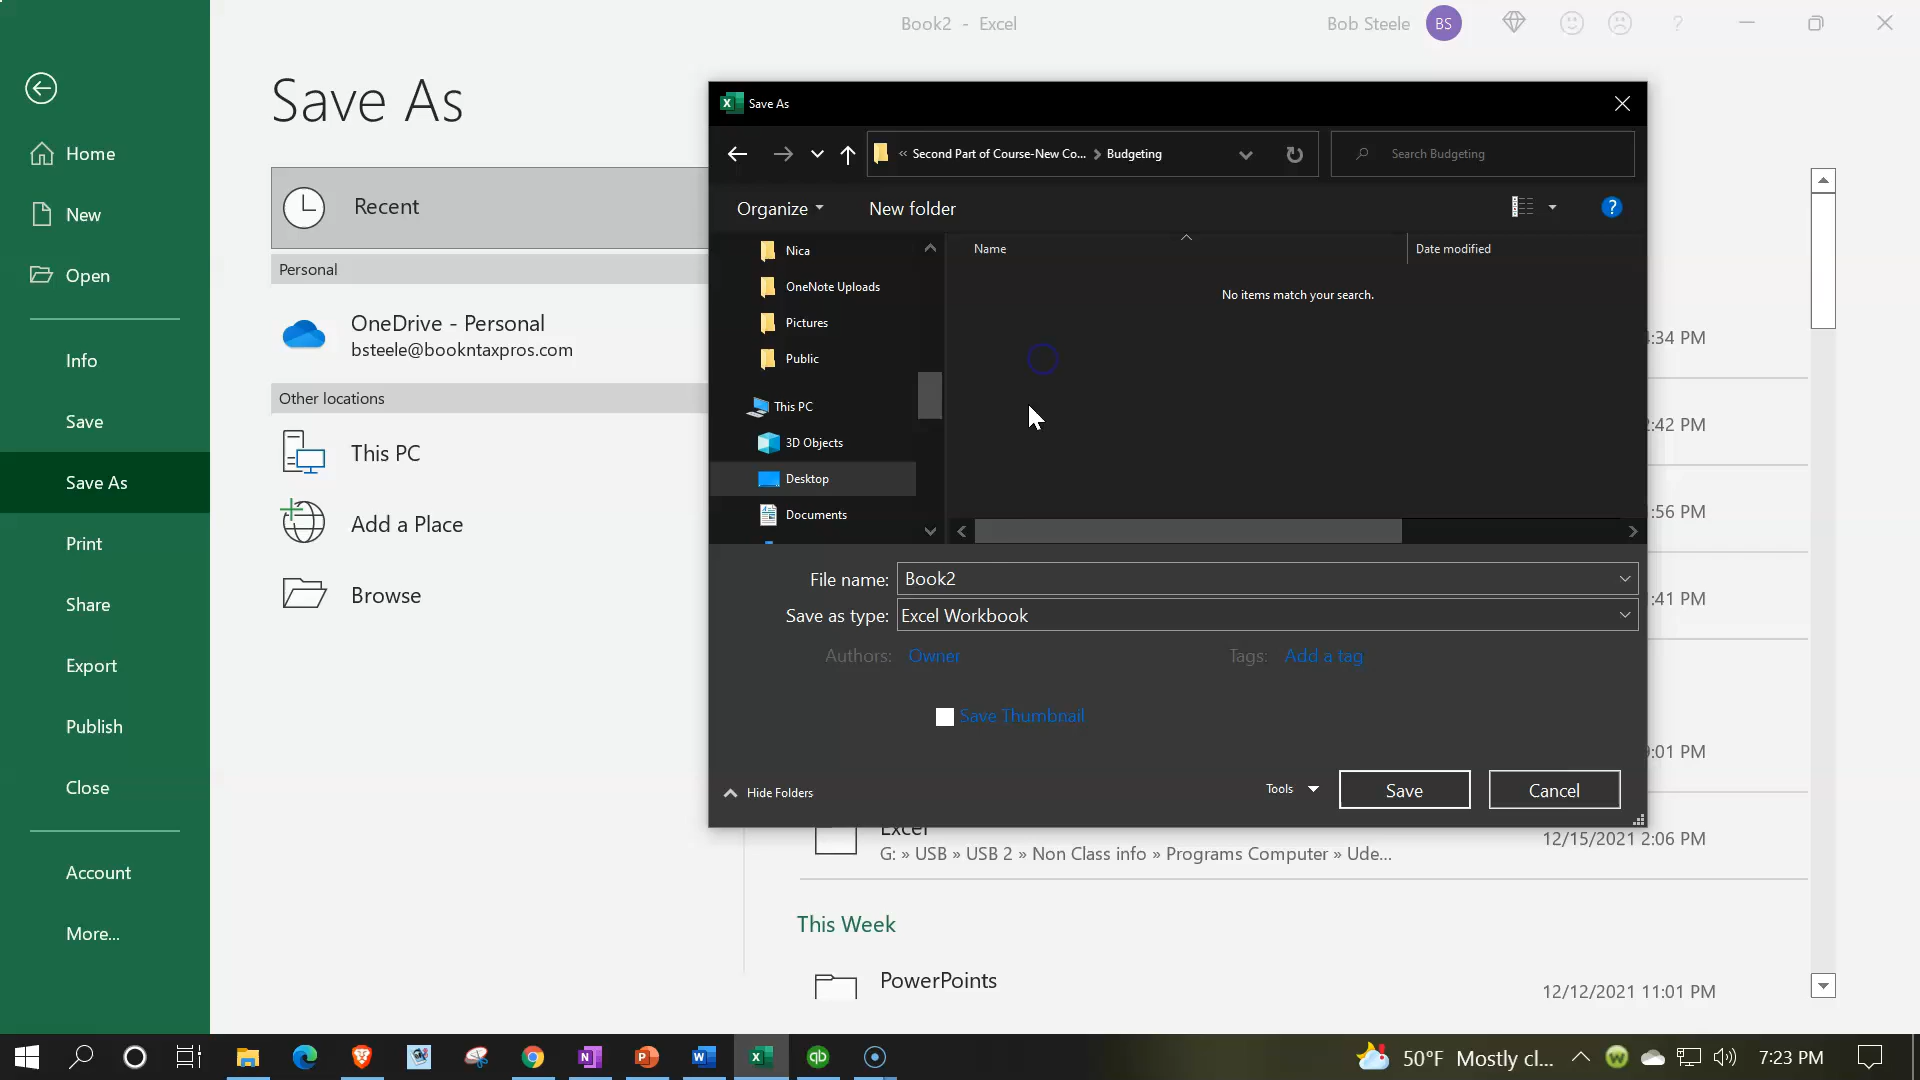 Book2 - Excel
Bob Steele BS
?
Save As
Home
New
Open
Info
Save
Save As
Print
Share
Export
Publish
Close
Account
More...
Recent
Personal
OneDrive - Personal
bsteele@bookntaxpros.com
Other locations
This PC
Add a Place
Browse
Save As
« Second Part of Course-New Co... > Budgeting
Search Budgeting
Organize
New folder
?
Nica
OneNote Uploads
Pictures
Public
This PC
3D Objects
Desktop
Documents
Name
Date modified
No items match your search.
File name: Book2
Save as type: Excel Workbook
Authors: Owner
Tags: Add a tag
Save Thumbnail
Hide Folders
Tools
Save
Cancel
:34 PM
:42 PM
:56 PM
:41 PM
:01 PM
Excel
G: » USB » USB 2 » Non Class info » Programs Computer » Ude...
12/15/2021 2:06 PM
This Week
PowerPoints
12/12/2021 11:01 PM
50°F Mostly cl...
7:23 PM